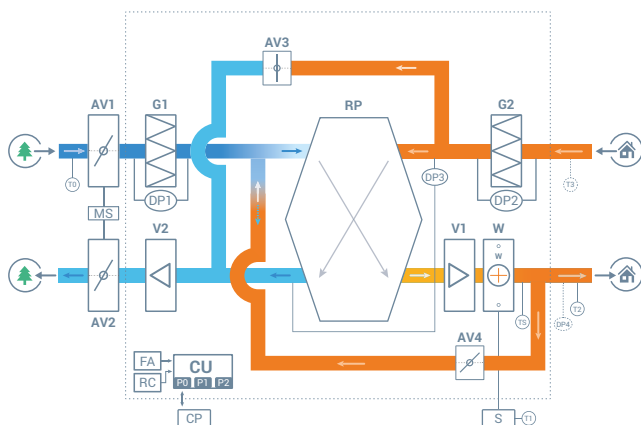 AV3
AV1
G1
RP
G2
T0
DP1
DP3
DP2
T3
MS
V2
V1
W
W
AV2
TS
DP4
T2
AV4
FA
RC
CU
P0 P1 P2
CP
S
T1